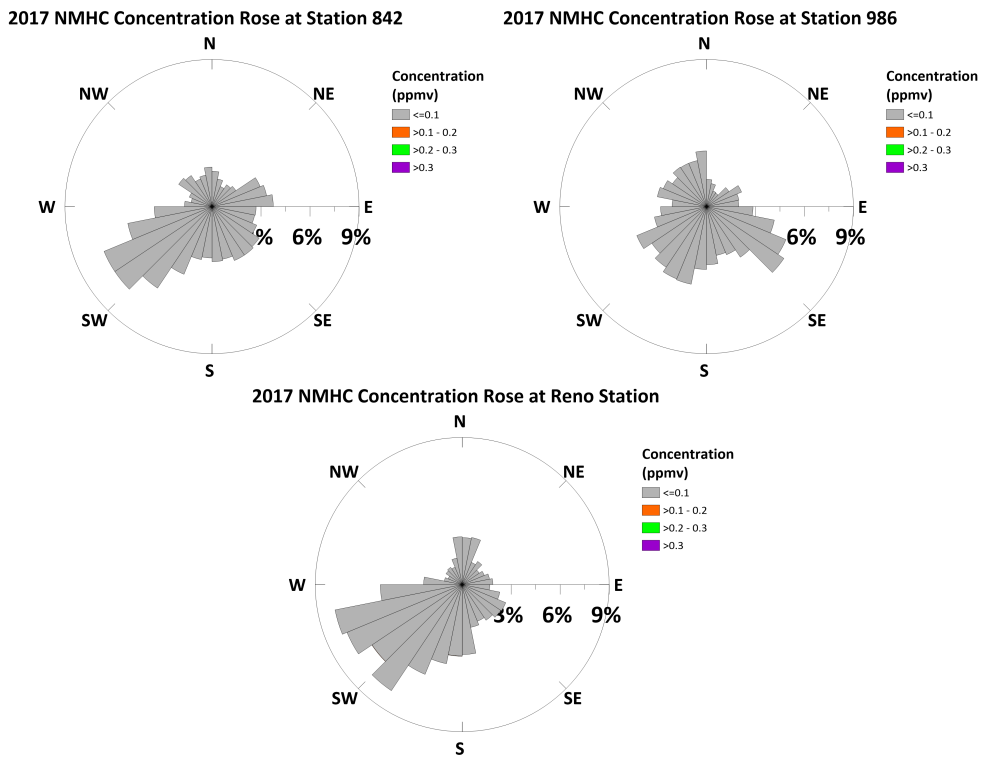 2017 NMHC Concentration Rose at Station 842
N
NW
NE
W
E
% 6% 9%
SW
SE
S
Concentration
(ppmv)
<=0.1
>0.1 - 0.2
>0.2 - 0.3
>0.3
2017 NMHC Concentration Rose at Station 986
N
NW
NE
W
E
6% 9%
SW
SE
S
Concentration
(ppmv)
<=0.1
>0.1 - 0.2
>0.2 - 0.3
>0.3
2017 NMHC Concentration Rose at Reno Station
N
NW
NE
W
E
3% 6% 9%
SW
SE
S
Concentration
(ppmv)
<=0.1
>0.1 - 0.2
>0.2 - 0.3
>0.3